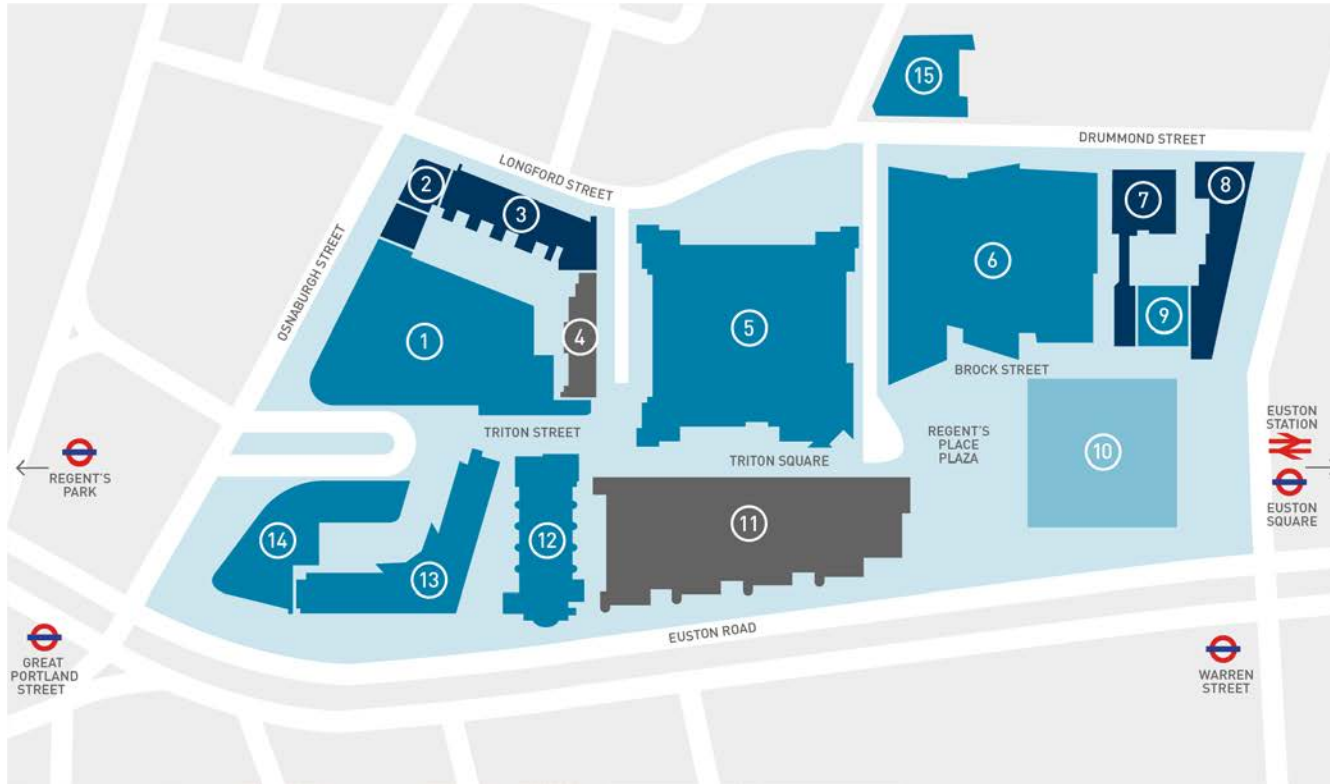 15
DRUMMOND STREET
LONGFORD STREET
2
3
7
8
OSNABURGH STREET
6
1
4
5
9
BROCK STREET
TRITON STREET
REGENT'S
PLACE
PLAZA
TRITON SQUARE
10
EUSTON
STATION
REGENT'S
PARK
EUSTON
SQUARE
14
13
12
11
EUSTON ROAD
GREAT
PORTLAND
STREET
WARREN
STREET